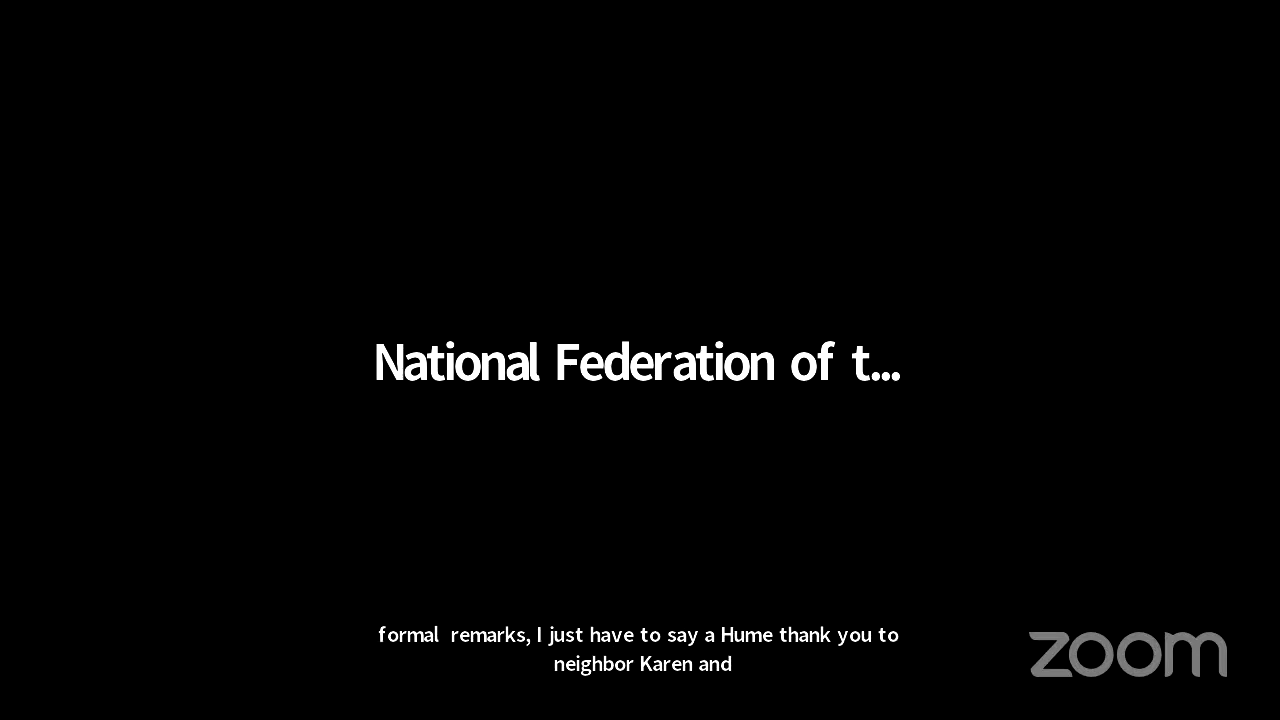 National Federation of t...
formal remarks, I just have to say a Hume thank you to
neighbor Karen and
zoom